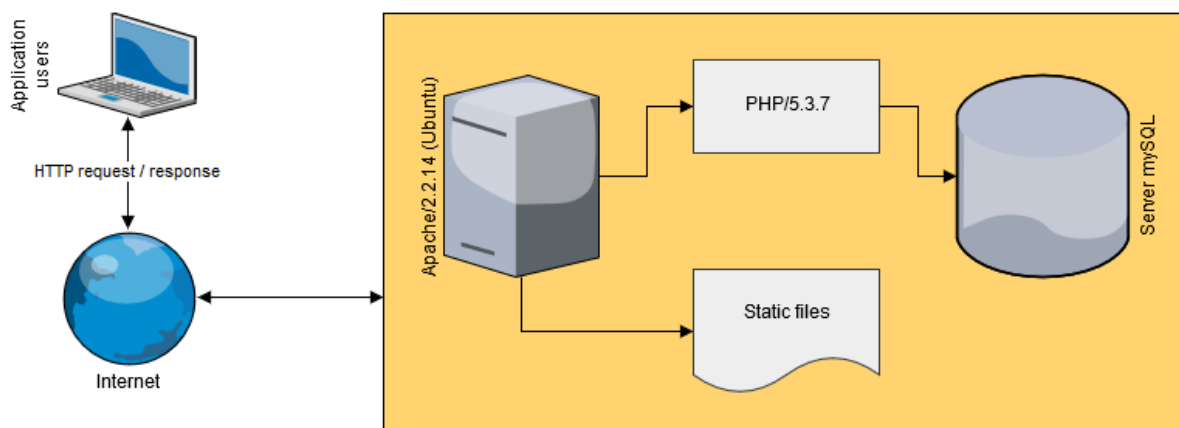 Application
users
HTTP request / response
Internet
Apache/2.2.14 (Ubuntu)
PHP/5.3.7
Static files
Server mySQL